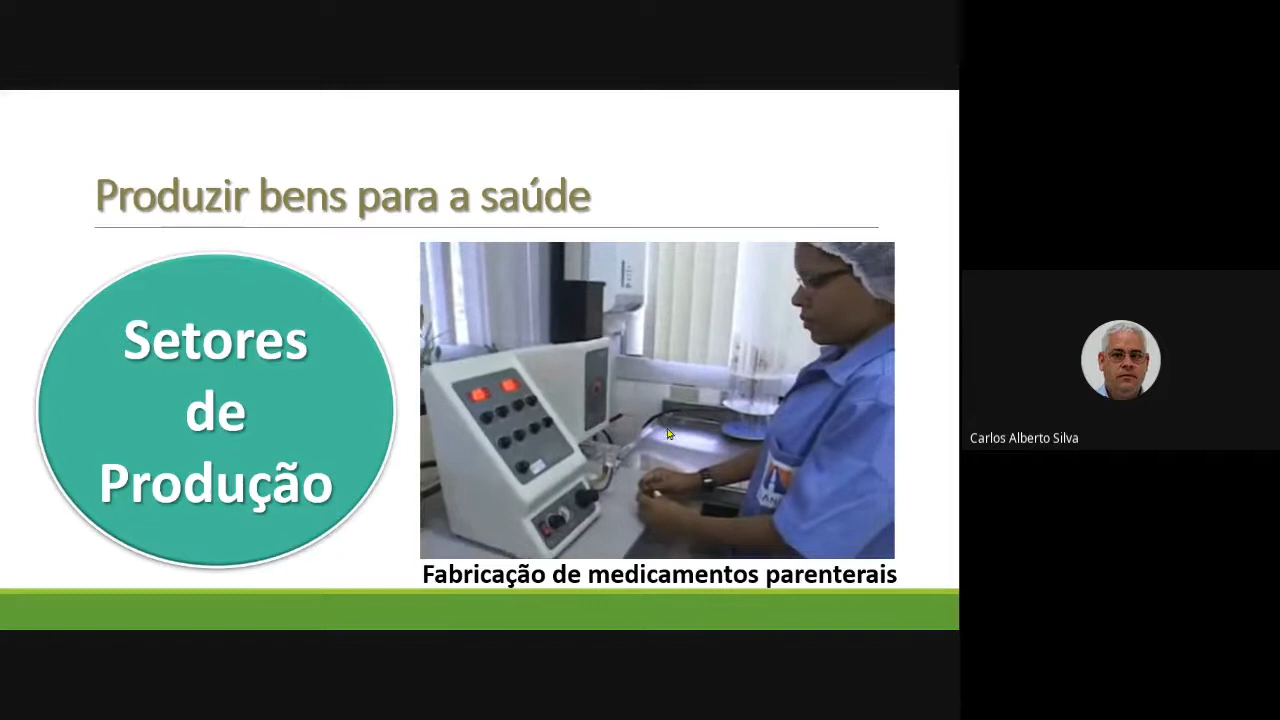 Produzir bens para a saúde
Setores
de
Produção
Fabricação de medicamentos parenterais
Carlos Alberto Silva